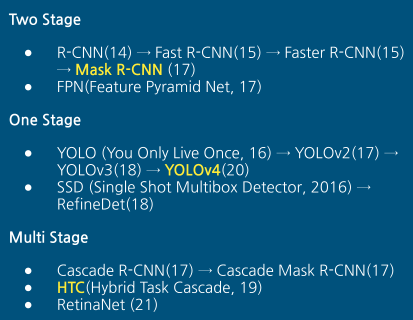 Two Stage
● R-CNN(14) → Fast R-CNN(15) → Faster R-CNN(15)
→ Mask R-CNN (17)
● FPN(Feature Pyramid Net, 17)
One Stage
● YOLO (You Only Live Once, 16) → YOLOv2(17) →
YOLOv3(18) → YOLOv4(20)
● SSD (Single Shot Multibox Detector, 2016) →
RefineDet(18)
Multi Stage
● Cascade R-CNN(17) → Cascade Mask R-CNN(17)
● HTC(Hybrid Task Cascade, 19)
● RetinaNet (21)